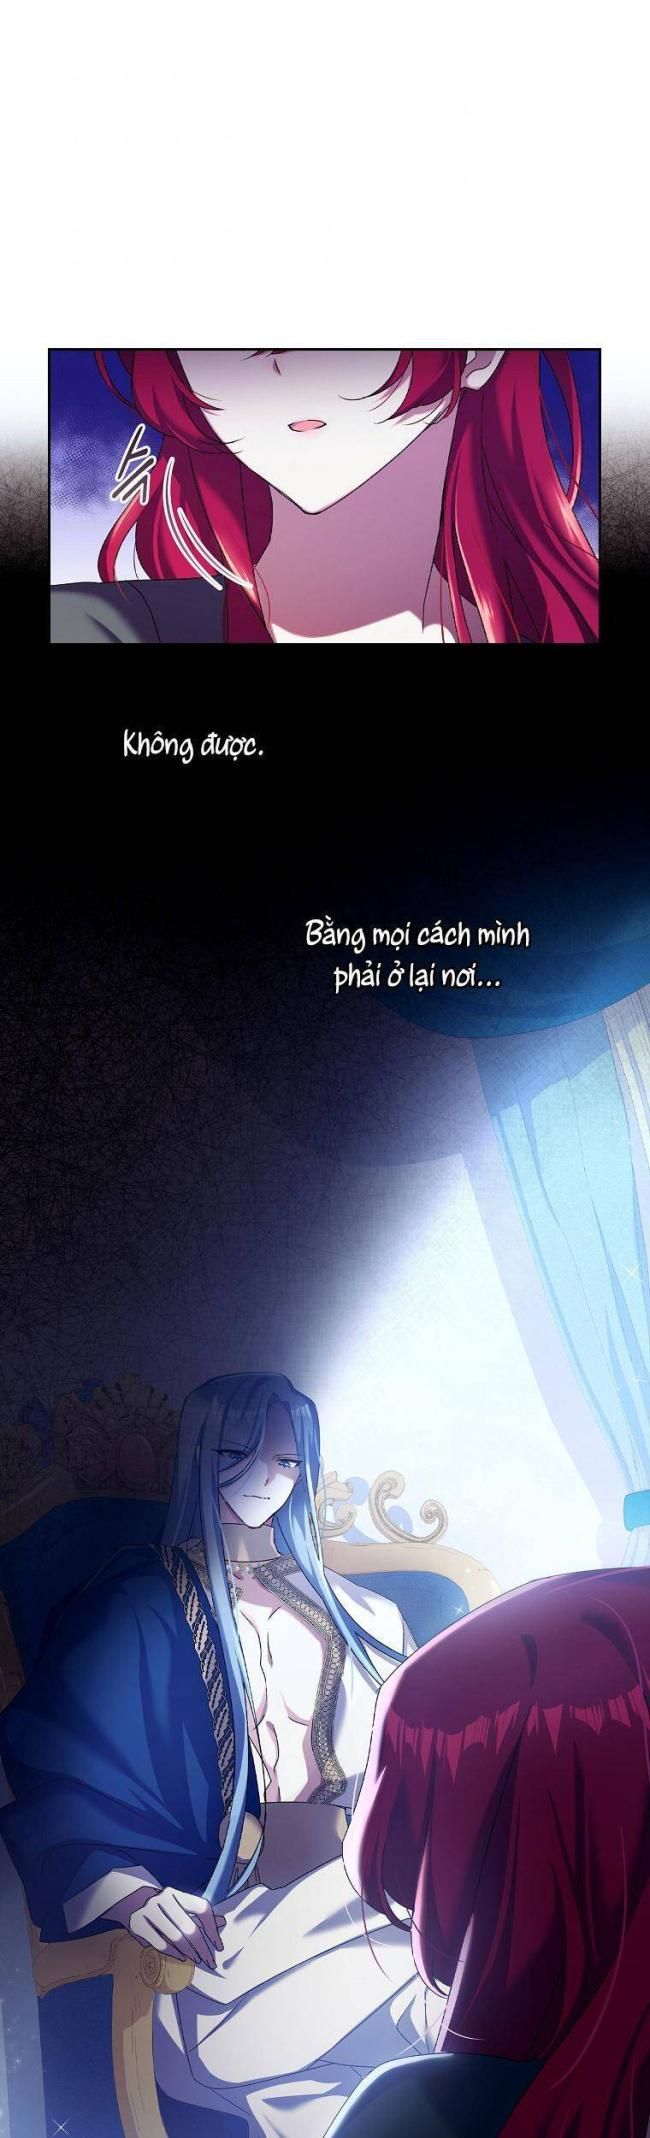 Không được.
Bằng mọi cách mình
phải ở lại nơi...